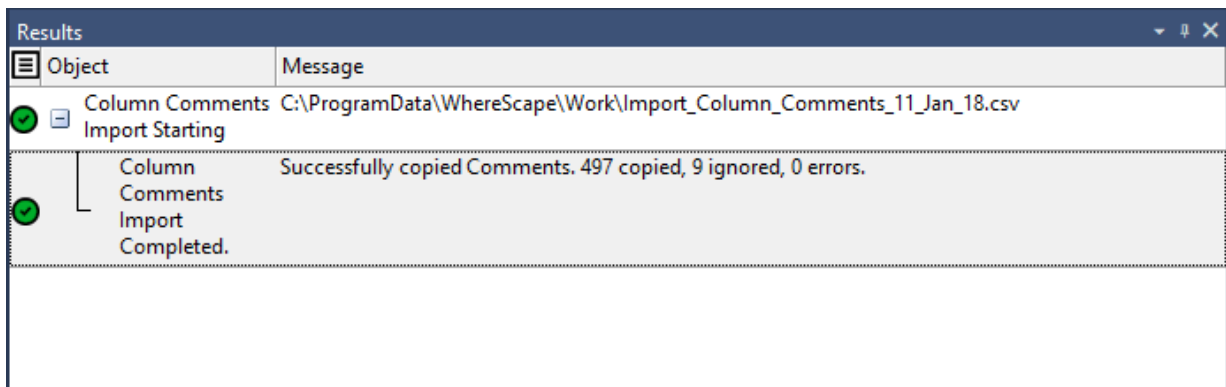 Results
Object Message
Column Comments C:\ProgramData\WhereScape\Work\Import_Column_Comments_11_Jan_18.csv
Import Starting
Column Successfully copied Comments. 497 copied, 9 ignored, 0 errors.
Comments
Import
Completed.